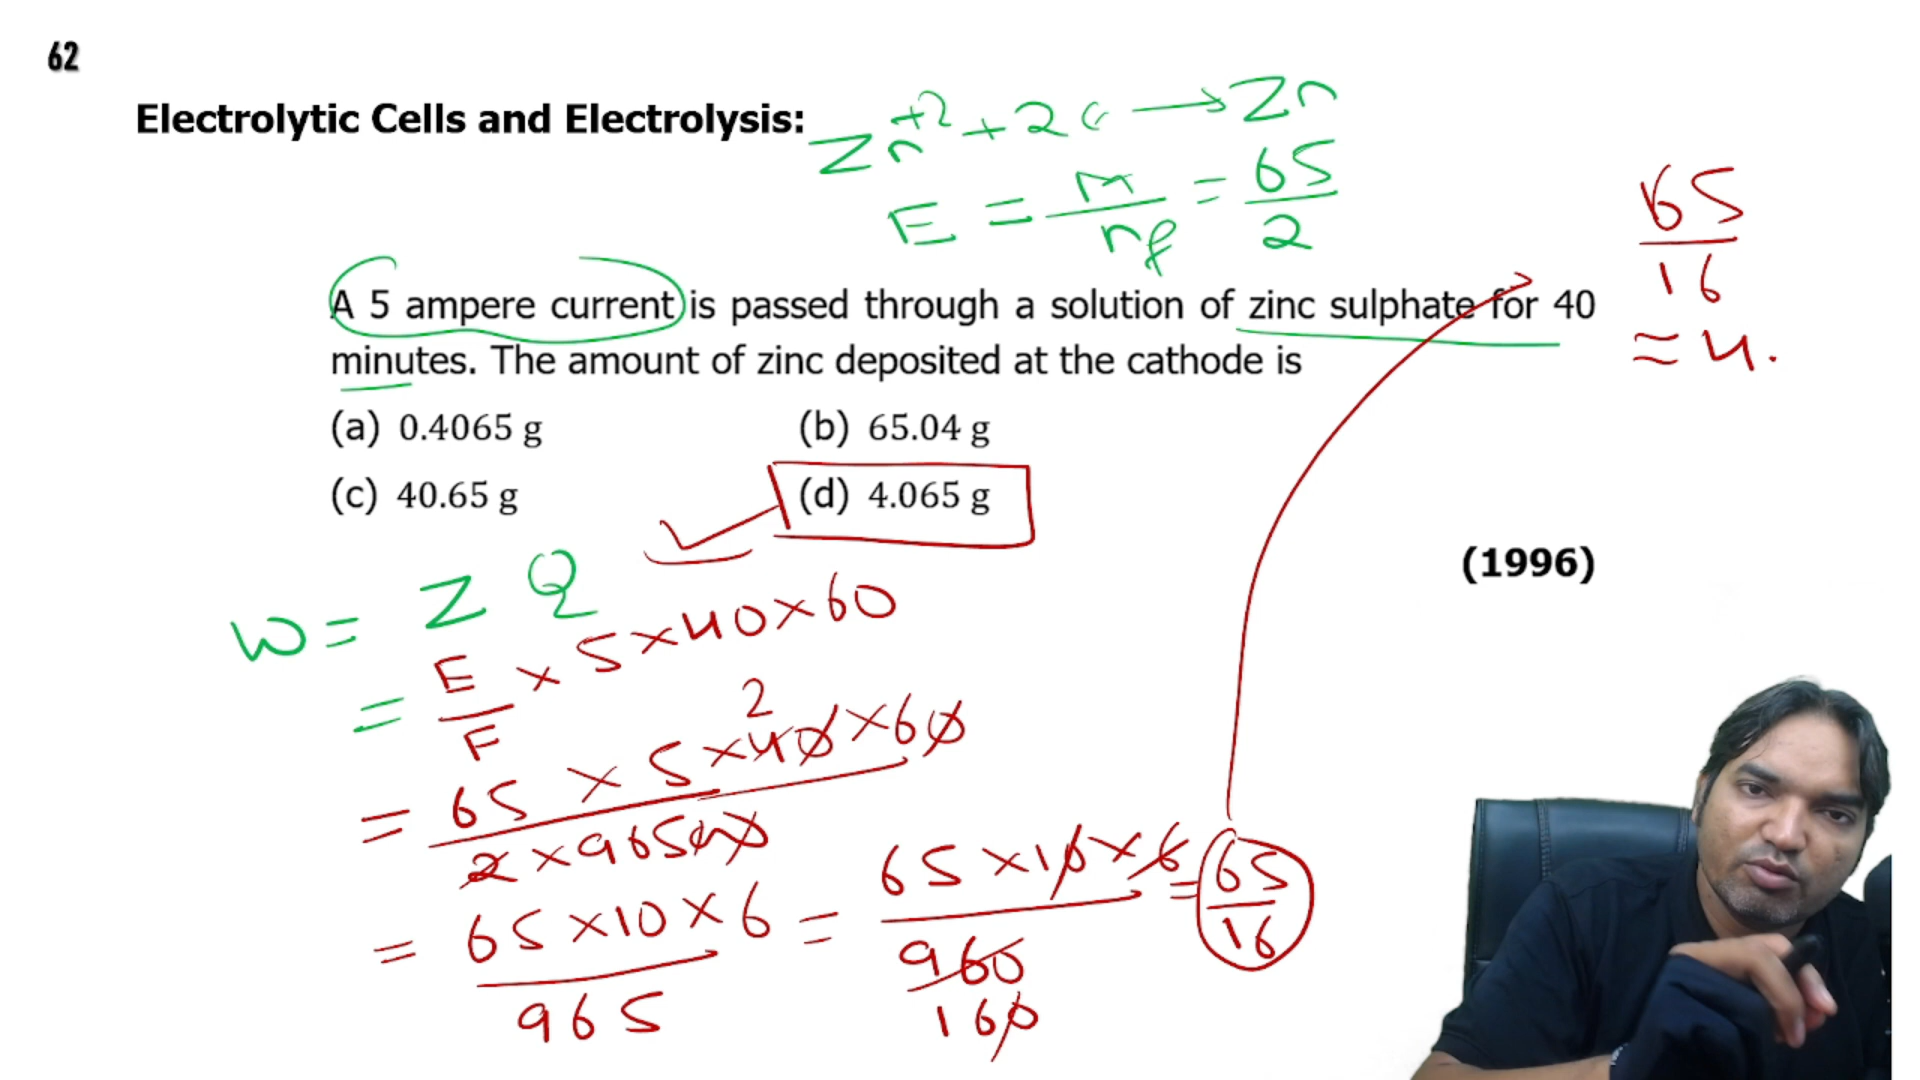 62
Electrolytic Cells and Electrolysis:
Zn+2 + 2e → Zn
E = M/nf = 65/2
65/16
≈ 4.
A 5 ampere current is passed through a solution of zinc sulphate for 40
minutes. The amount of zinc deposited at the cathode is
(a) 0.4065 g (b) 65.04 g
(c) 40.65 g (d) 4.065 g
(1996)
W = Z Q
= E/F × 5×40×60
2
= 65 × 5×40×60 / 2×96500
= 65×10×6 / 965 = 65×10×6 / 960 = 65/16
160